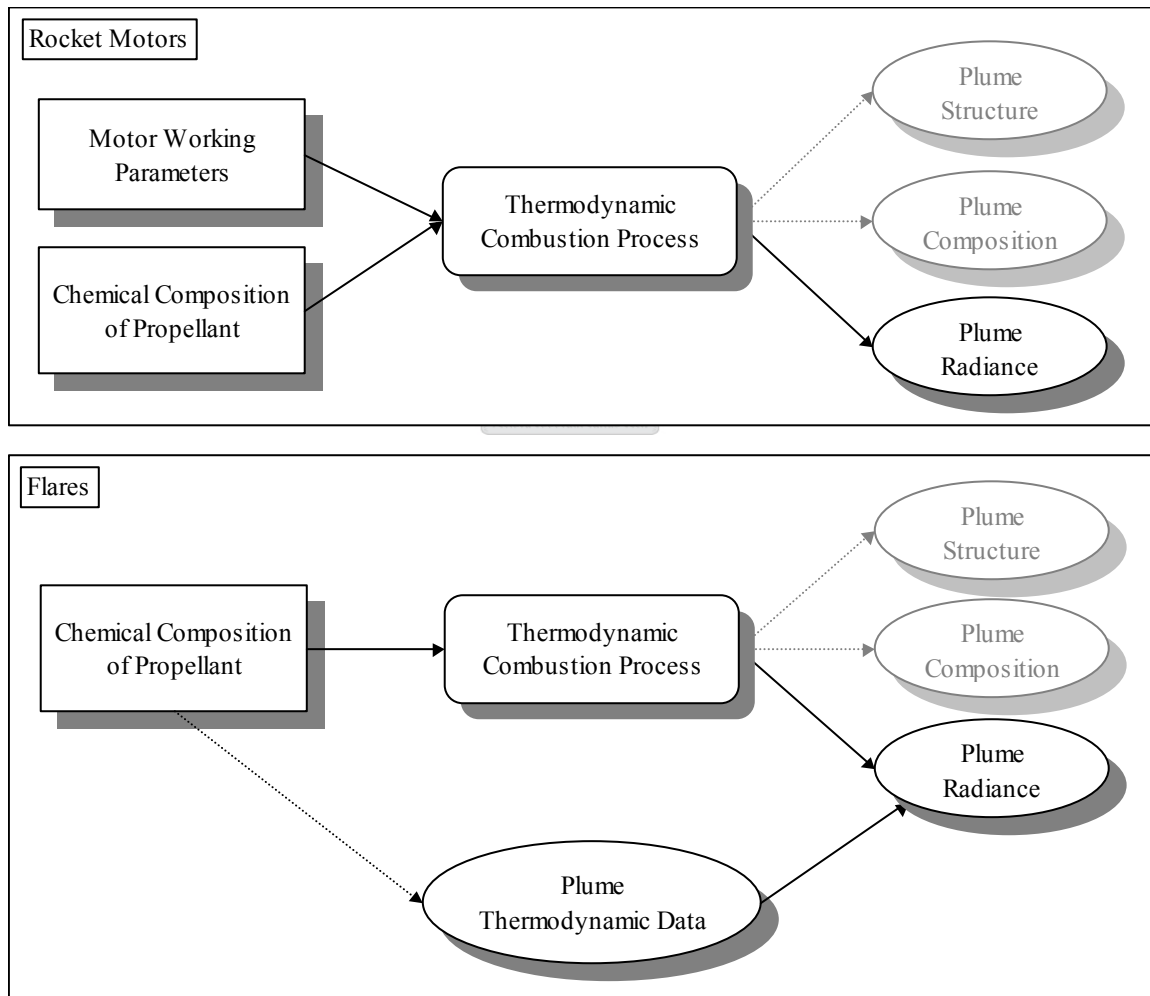 Rocket Motors
Motor Working
Parameters
Chemical Composition
of Propellant
Thermodynamic
Combustion Process
Plume
Structure
Plume
Composition
Plume
Radiance
Flares
Chemical Composition
of Propellant
Thermodynamic
Combustion Process
Plume
Structure
Plume
Composition
Plume
Radiance
Plume
Thermodynamic Data